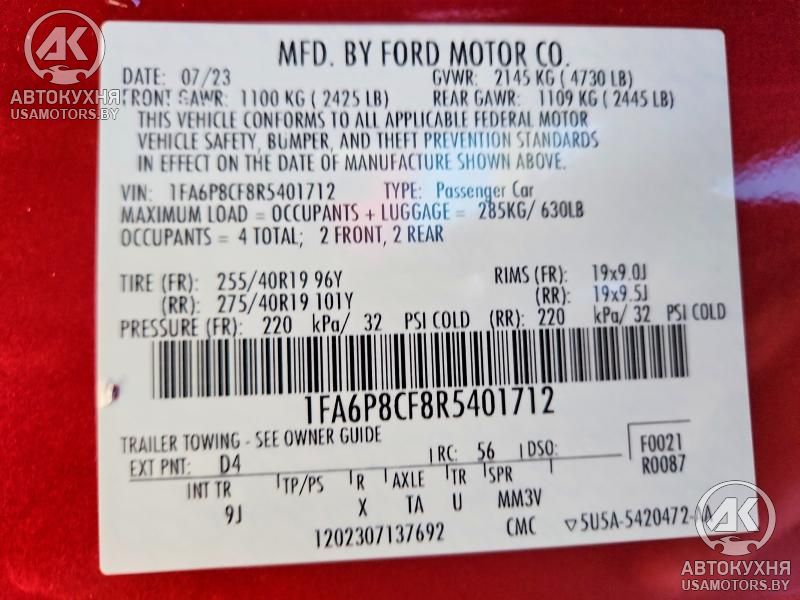 MFD. BY FORD MOTOR CO.
DATE: 07/23 GVWR: 2145 KG ( 4730 LB)
FRONT GAWR: 1100 KG ( 2425 LB) REAR GAWR: 1109 KG ( 2445 LB)
THIS VEHICLE CONFORMS TO ALL APPLICABLE FEDERAL MOTOR
VEHICLE SAFETY, BUMPER, AND THEFT PREVENTION STANDARDS
IN EFFECT ON THE DATE OF MANUFACTURE SHOWN ABOVE.
VIN: 1FA6P8CF8R5401712 TYPE: Passenger Car
MAXIMUM LOAD = OCCUPANTS + LUGGAGE = 285KG/ 630LB
OCCUPANTS = 4 TOTAL; 2 FRONT, 2 REAR
TIRE (FR): 255/40R19 96Y RIMS (FR): 19x9.0J
(RR): 275/40R19 101Y (RR): 19x9.5J
PRESSURE (FR): 220 kPa/ 32 PSI COLD (RR): 220 kPa/ 32 PSI COLD
1FA6P8CF8R5401712
TRAILER TOWING - SEE OWNER GUIDE
EXT PNT: D4 RC: 56 DSO: F0021
R0087
INT TR TP/PS R AXLE TR SPR
9J X TA U MM3V
1202307137692 CMC 5U5A-5420472-AA
AK
АВТОКУХНЯ
USAMOTORS.BY
AK
АВТОКУХНЯ
USAMOTORS.BY